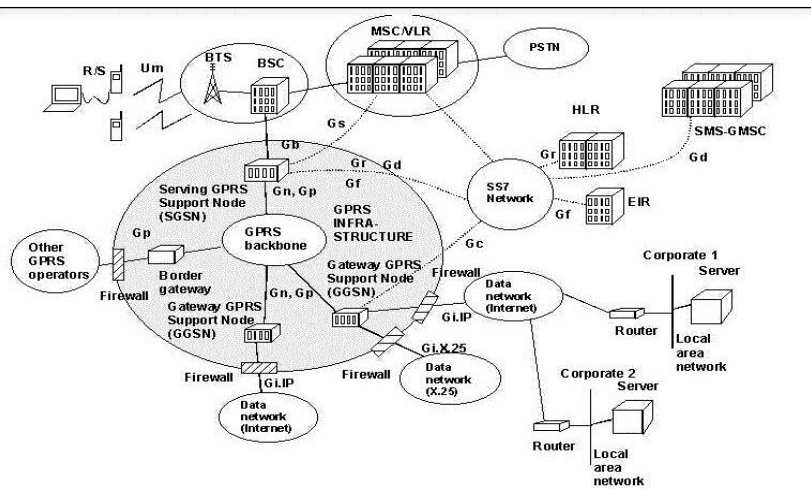 MSC/VLR
PSTN
BTS
BSC
R/S
Um
HLR
SMS-GMSC
Gs
Gb
Gr
Gd
Gr
Gd
Gf
SS7
Network
EIR
Gf
Serving GPRS
Support Node
(SGSN)
Gn, Gp
GPRS
INFRA-
STRUCTURE
Gc
Gp
GPRS
backbone
Other
GPRS
operators
Border
gateway
Firewall
Gateway GPRS
Support Node
(GGSN)
Firewall
Gn, Gp
Gateway GPRS
Support Node
(GGSN)
Data
network
(Internet)
Corporate 1
Server
Gi.IP
Router
Local
area
network
Gi.X.25
Firewall
Data
network
(X.25)
Firewall
Gi.IP
Data
network
(Internet)
Corporate 2
Server
Router
Local
area
network